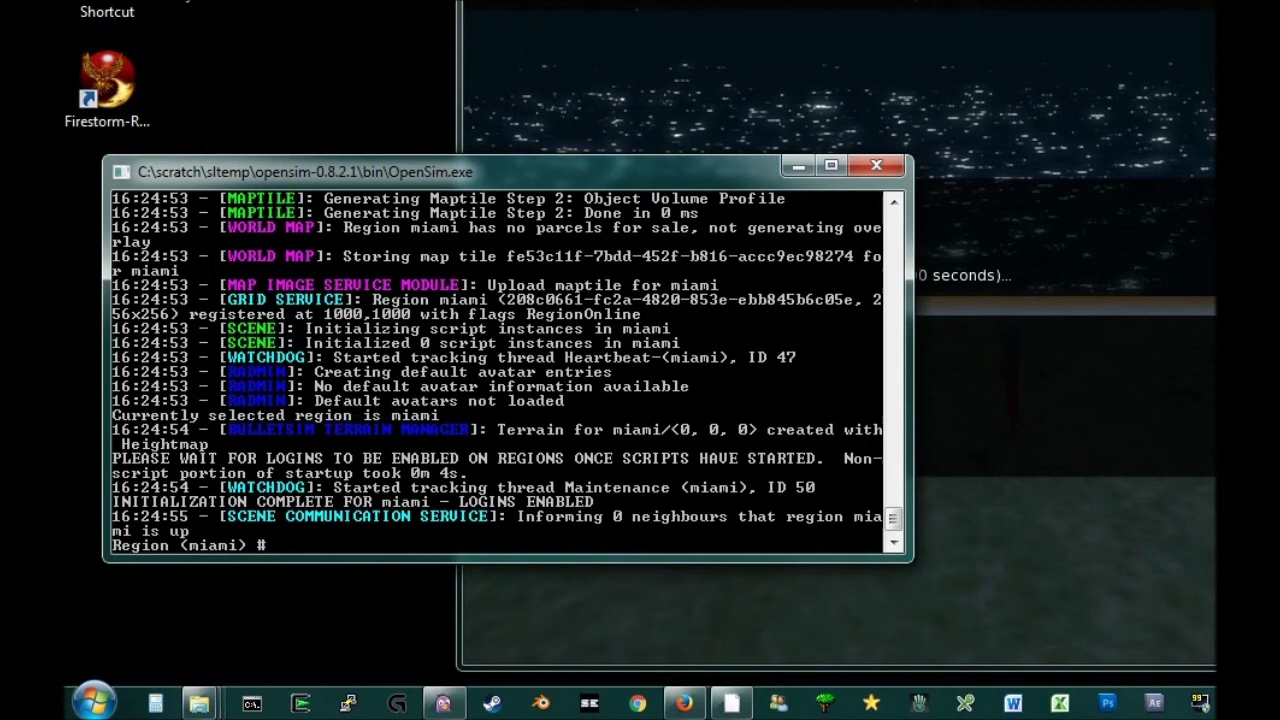 Shortcut
Firestorm-R...
C:\scratch\sltemp\opensim-0.8.2.1\bin\OpenSim.exe
16:24:53 - [MAPTILE]: Generating Maptile Step 2: Object Volume Profile
16:24:53 - [MAPTILE]: Generating Maptile Step 2: Done in 0 ms
16:24:53 - [WORLD MAP]: Region miami has no parcels for sale, not generating ove
rlay
16:24:53 - [WORLD MAP]: Storing map tile fe53c11f-7bdd-452f-b816-accc9ec98274 fo
r miami
16:24:53 - [MAP IMAGE SERVICE MODULE]: Upload maptile for miami
16:24:53 - [GRID SERVICE]: Region miami (208c0661-fc2a-4820-853e-ebb845b6c05e, 2
56x256) registered at 1000,1000 with flags RegionOnline
16:24:53 - [SCENE]: Initializing script instances in miami
16:24:53 - [SCENE]: Initialized 0 script instances in miami
16:24:53 - [WATCHDOG]: Started tracking thread Heartbeat-(miami), ID 47
16:24:53 - [RADMIN]: Creating default avatar entries
16:24:53 - [RADMIN]: No default avatar information available
16:24:53 - [RADMIN]: Default avatars not loaded
Currently selected region is miami
16:24:54 - [BULLETSIM TERRAIN MANAGER]: Terrain for miami/<0, 0, 0> created with
Heightmap
PLEASE WAIT FOR LOGINS TO BE ENABLED ON REGIONS ONCE SCRIPTS HAVE STARTED. Non-
script portion of startup took 0m 4s.
16:24:54 - [WATCHDOG]: Started tracking thread Maintenance (miami), ID 50
INITIALIZATION COMPLETE FOR miami - LOGINS ENABLED
16:24:55 - [SCENE COMMUNICATION SERVICE]: Informing 0 neighbours that region mia
mi is up
Region (miami) #
0 seconds)...
C:\
SE
W
X
Ps
Ae
99°